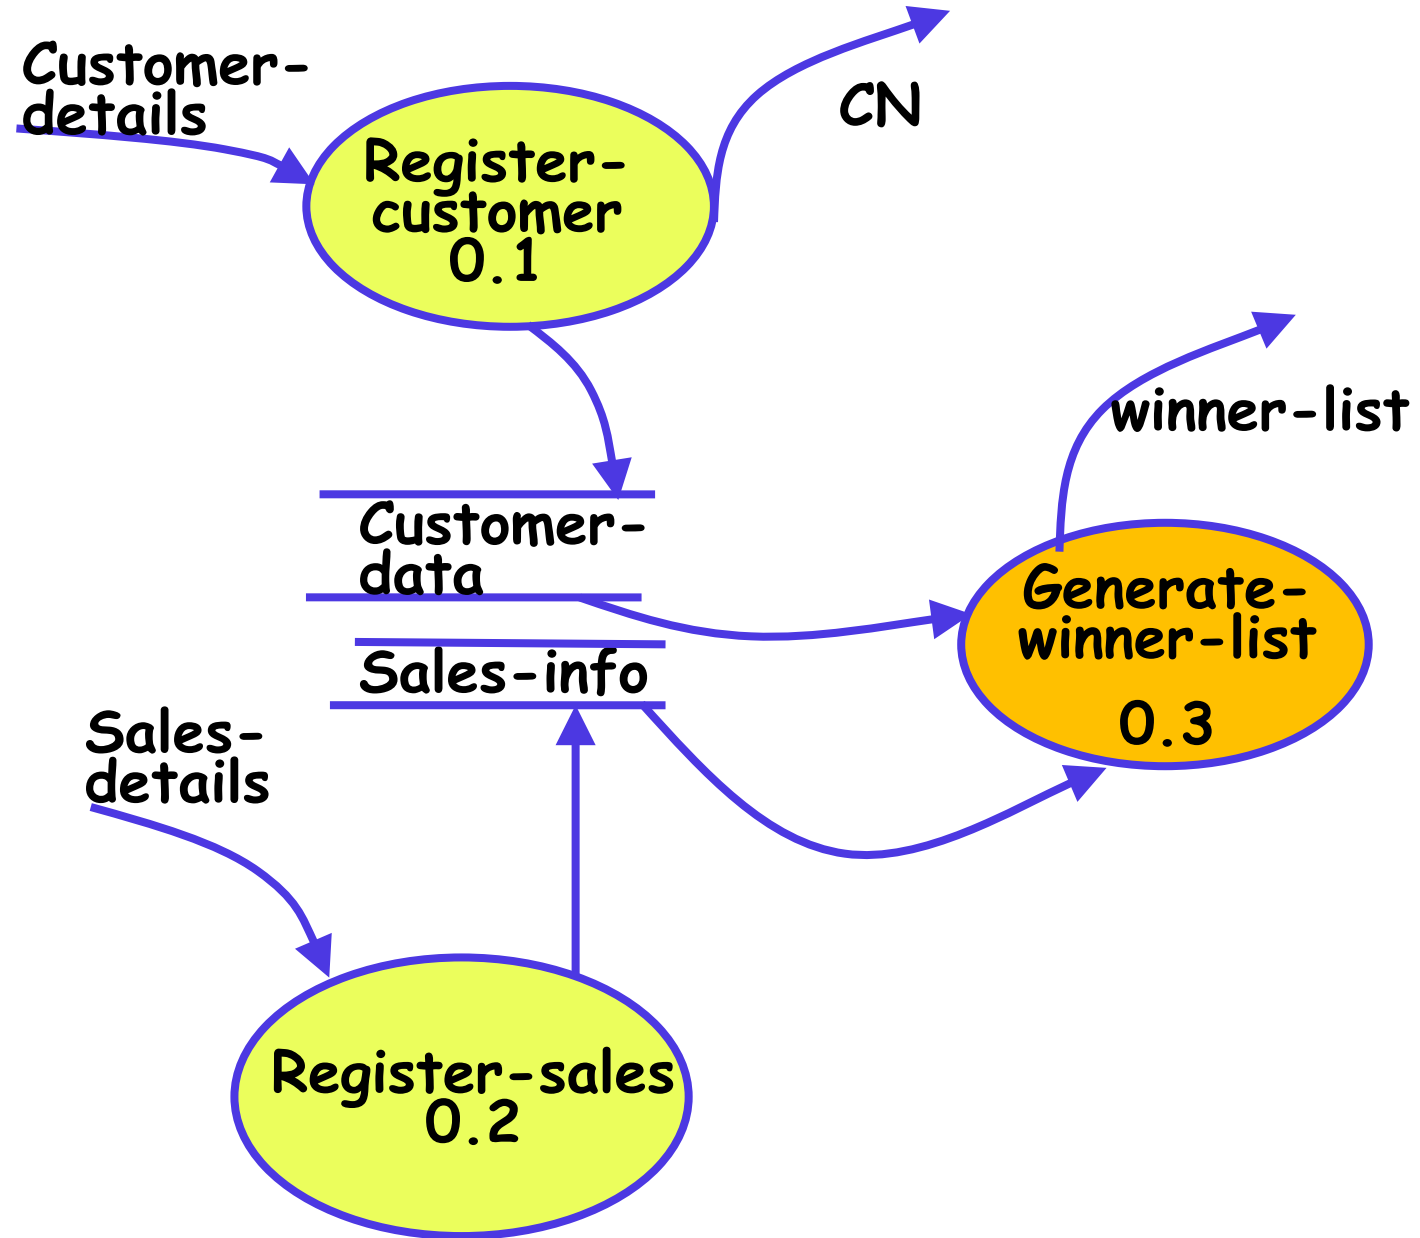 Customer-
details
CN
Register-
customer
0.1
winner-list
Customer-
data
Generate-
winner-list
0.3
Sales-info
Sales-
details
Register-sales
0.2